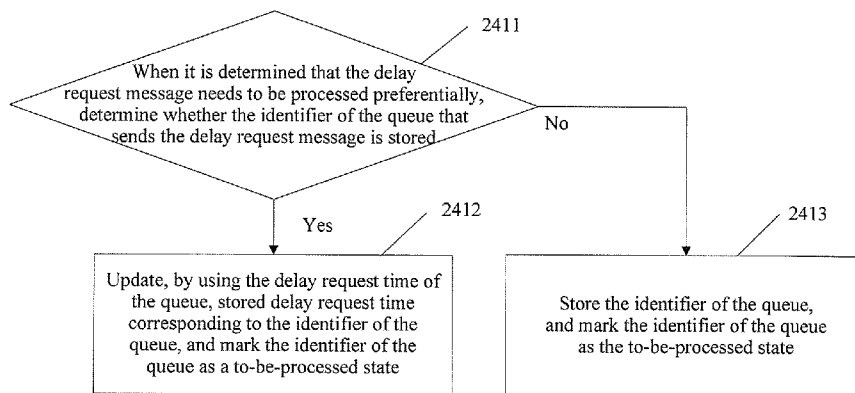 2411
When it is determined that the delay
request message needs to be processed preferentially,
determine whether the identifier of the queue that
sends the delay request message is stored
No
Yes
2412
2413
Update, by using the delay request time of
the queue, stored delay request time
corresponding to the identifier of the
queue, and mark the identifier of the
queue as a to-be-processed state
Store the identifier of the queue,
and mark the identifier of the queue
as the to-be-processed state